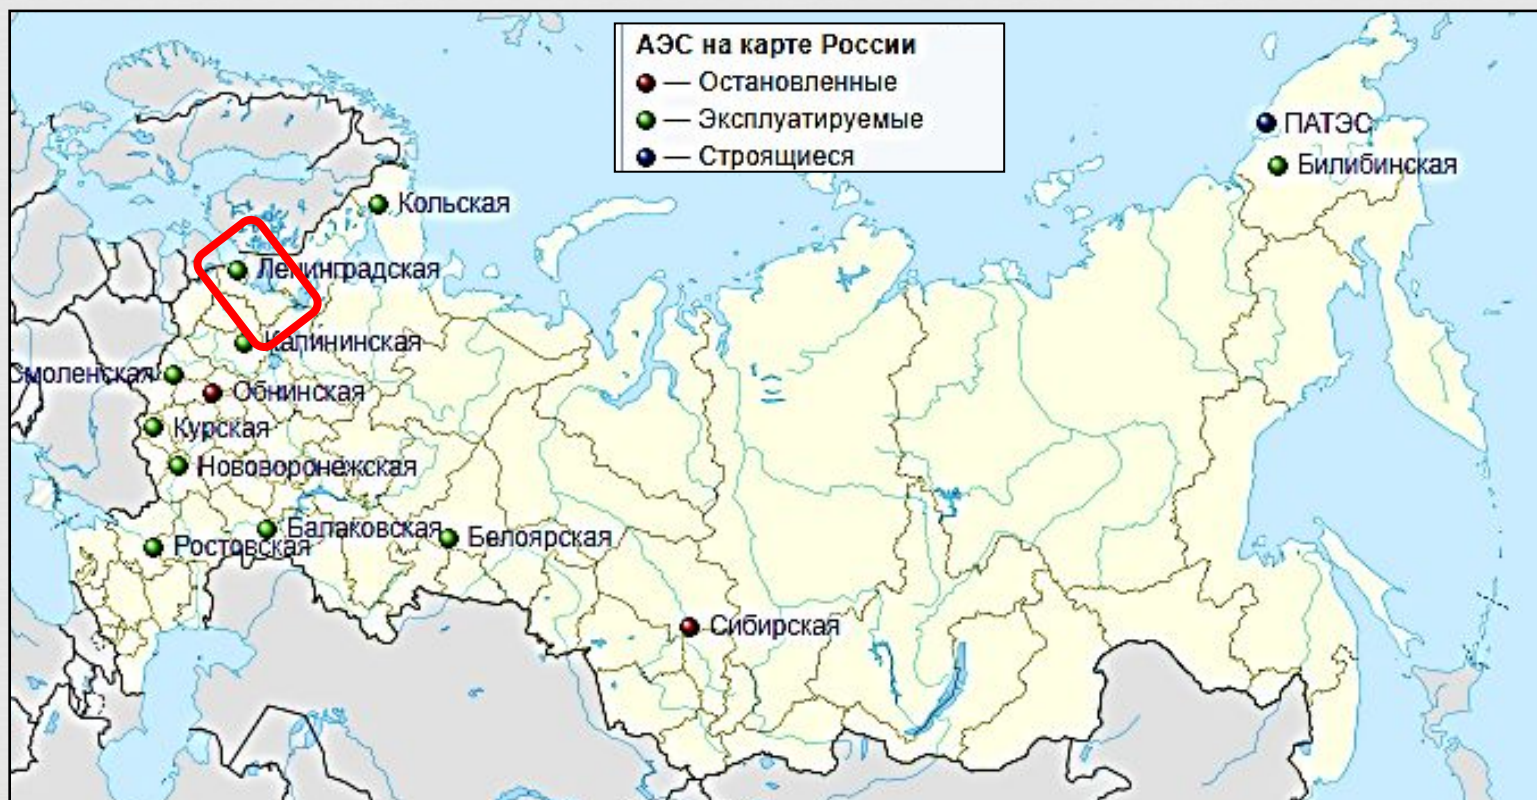 АЭС на карте России
— Остановленные
— Эксплуатируемые
— Строящиеся
ПАТЭС
Билибинская
Кольская
Ленинградская
Калининская
Смоленская
Обнинская
Курская
Нововоронежская
Балаковская
Белоярская
Ростовская
Сибирская